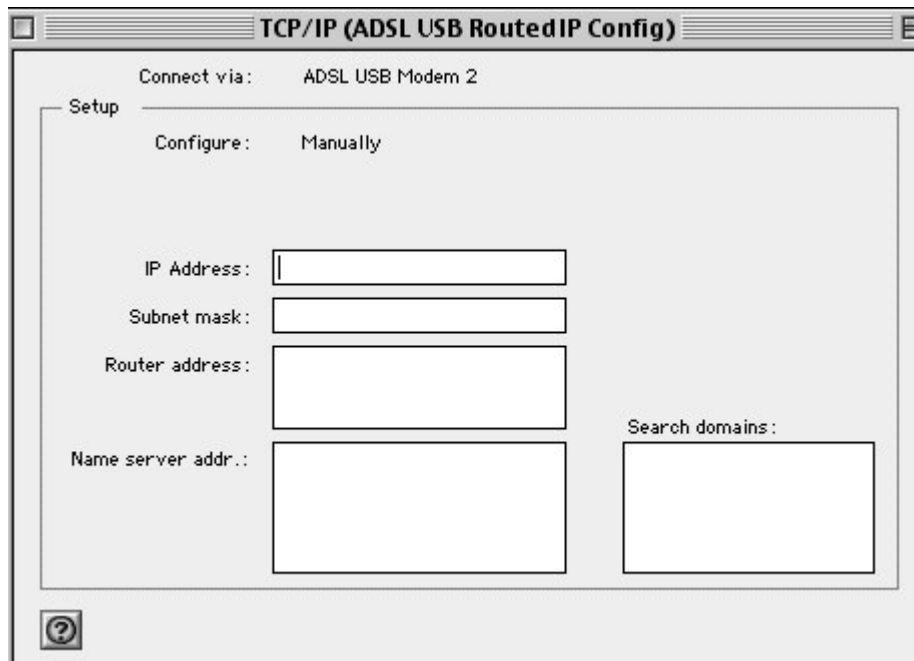 TCP/IP (ADSL USB RoutedIP Config)
Connect via: ADSL USB Modem 2
Setup
Configure: Manually
IP Address:
Subnet mask:
Router address:
Search domains:
Name server addr.:
?